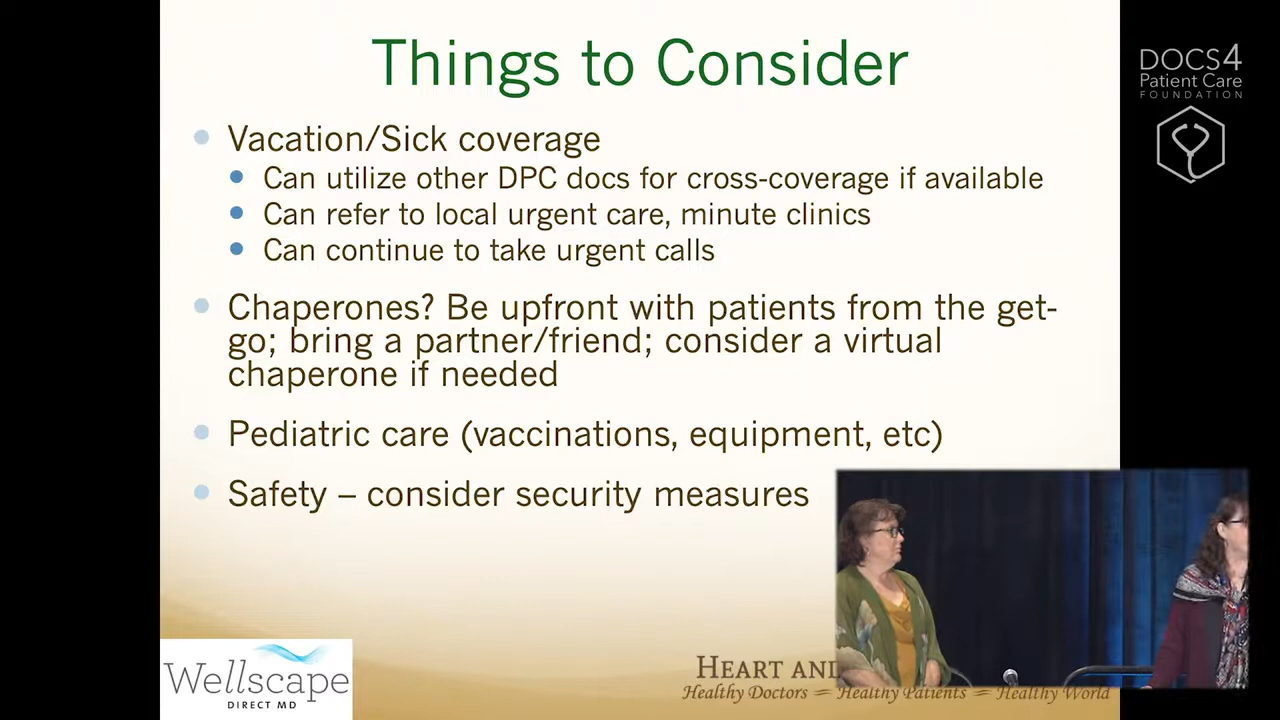 Things to Consider
Vacation/Sick coverage
Can utilize other DPC docs for cross-coverage if available
Can refer to local urgent care, minute clinics
Can continue to take urgent calls
Chaperones? Be upfront with patients from the get-
go; bring a partner/friend; consider a virtual
chaperone if needed
Pediatric care (vaccinations, equipment, etc)
Safety – consider security measures
DOCS4
Patient Care
FOUNDATION
Wellscape
DIRECT MD
HEART AND
Healthy Doctors = Healthy Patients = Healthy World